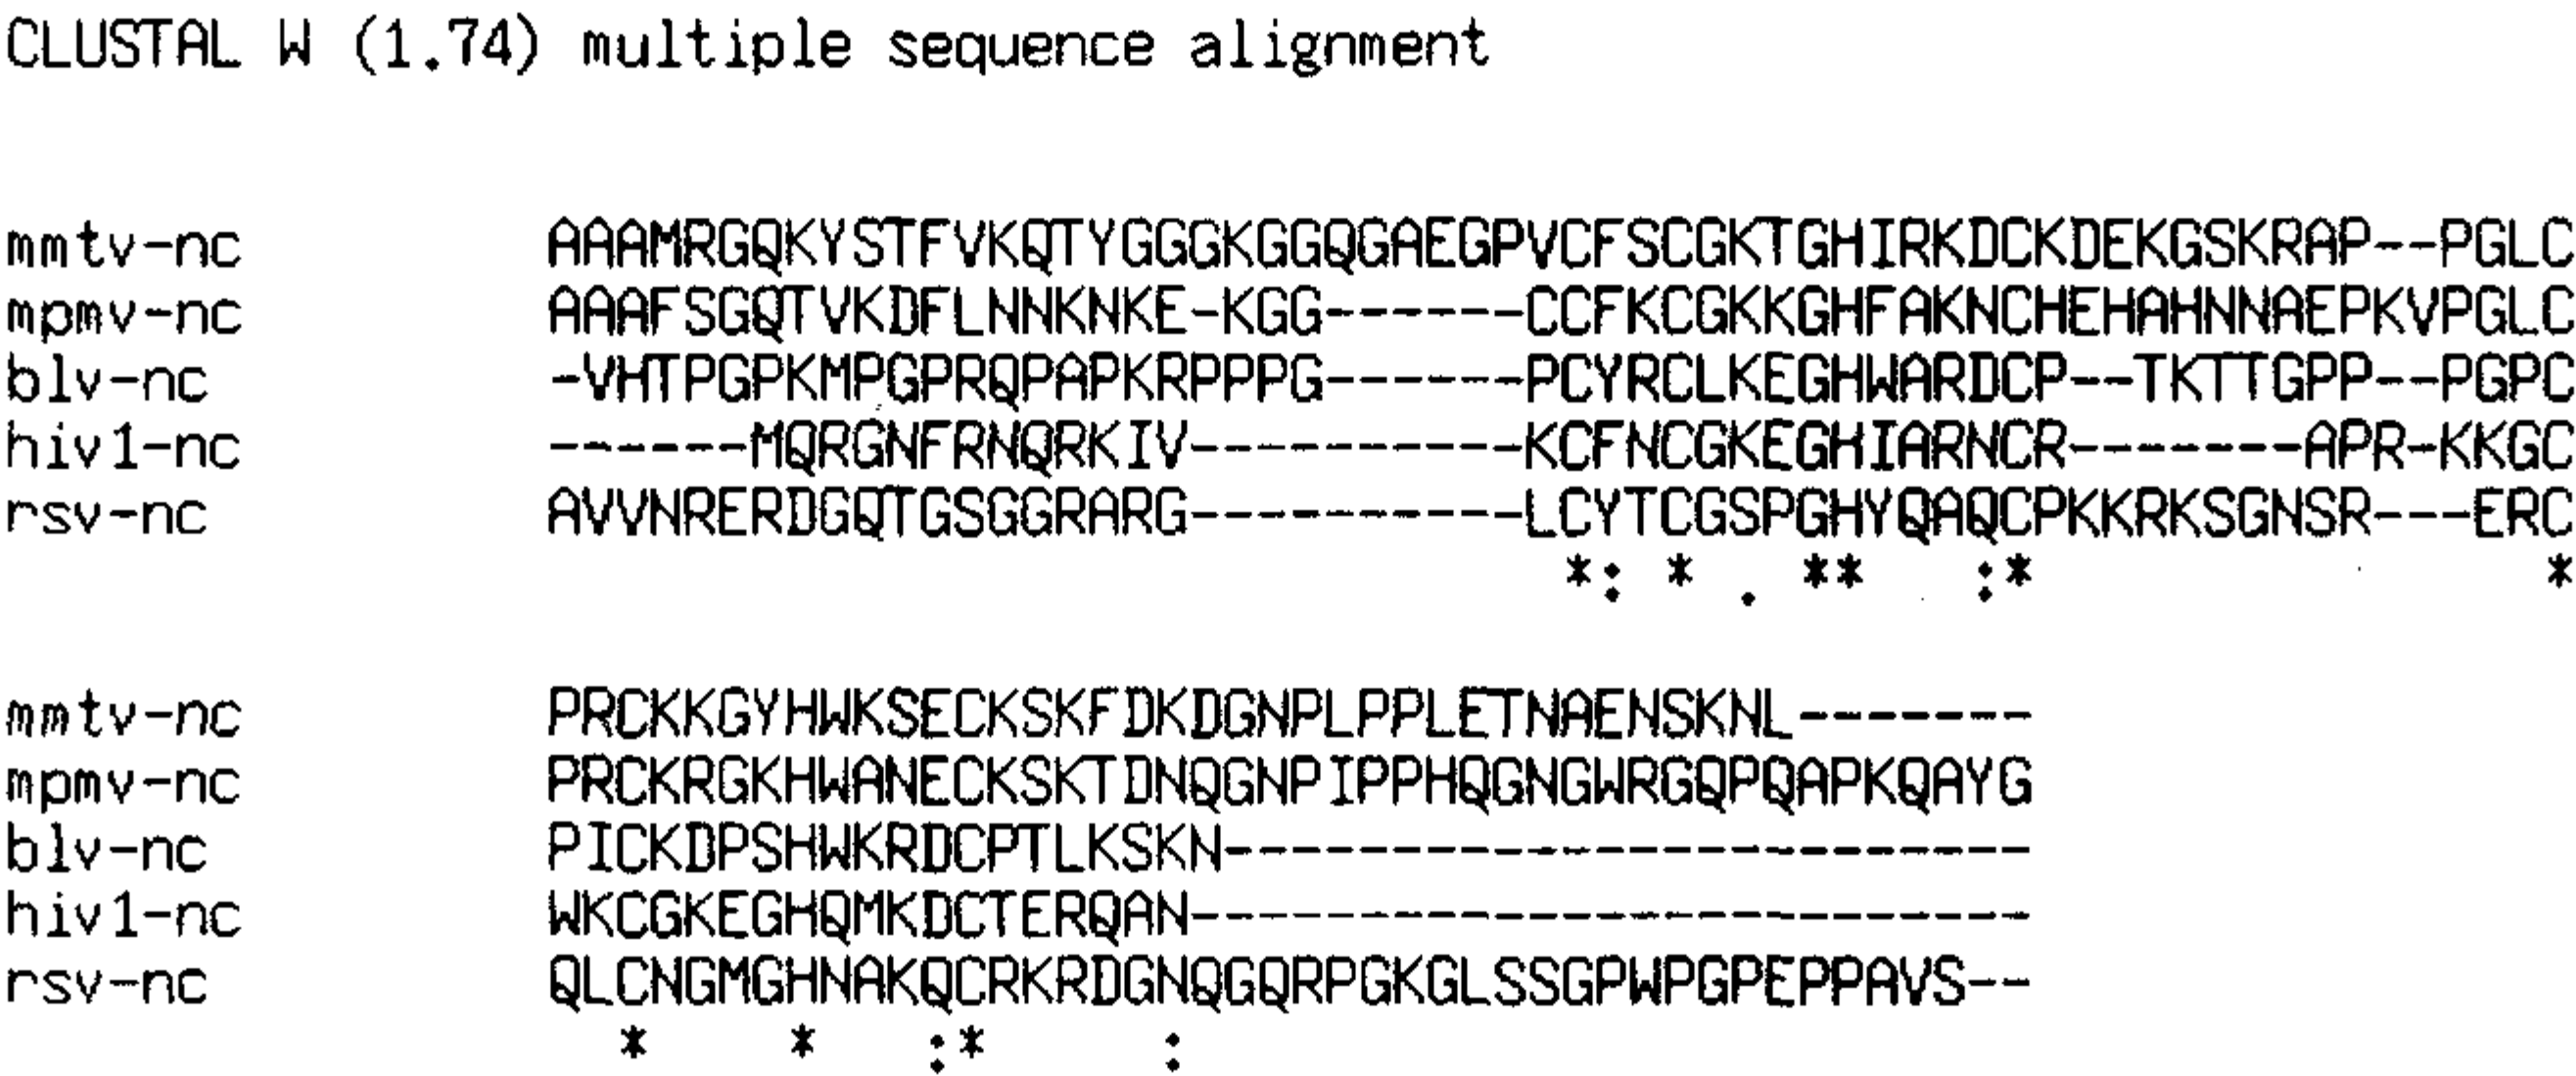 CLUSTAL W (1.74) multiple sequence alignment
mmtv-nc AAAMRGQKYSTFVKQTYGGGKGGQGAEGPVCFSCGKTGHIRKDCKDEKGSKRAP--PGLC
mpmv-nc AAAFSGQTVKDFLNNKNKE-KGG------CCFKCGKKGHFAKNCHEHAHNNAEPKVPGLC
blv-nc -VHTPGPKMPGPRQPAPKRPPPG------PCYRCLKEGHWARDCP--TKTTGPP--PGPC
hiv1-nc ------MQRGNFRNQRKIV----------KCFNCGKEGHIARNCR-------APR-KKGC
rsv-nc AVVNRERDGQTGSGGRARG----------LCYTCGSPGHYQAQCPKKRKSGNSR---ERC
*: * . ** :* *
mmtv-nc PRCKKGYHWKSECKSKFDKDGNPLPPLETNAENSKNL-------
mpmv-nc PRCKRGKHWANECKSKTDNQGNPIPPHQGNGWRGQPQAPKQAYG
blv-nc PICKDPSHWKRDCPTLKSKN------------------------
hiv1-nc WKCGKEGHQMKDCTERQAN-------------------------
rsv-nc QLCNGMGHNAKQCRKRDGNQGQRPGKGLSSGPWPGPEPPAVS--
* * :* :